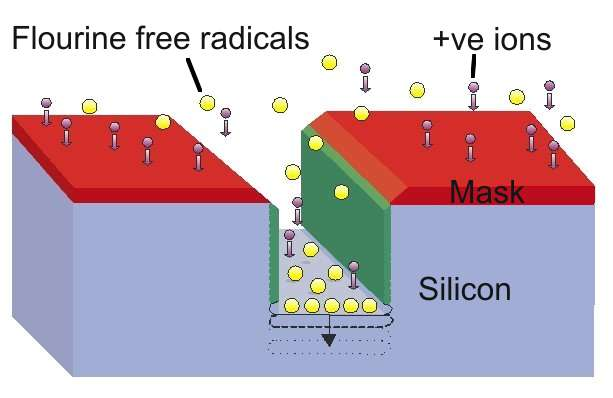 Flourine free radicals
+ve ions
Mask
Silicon